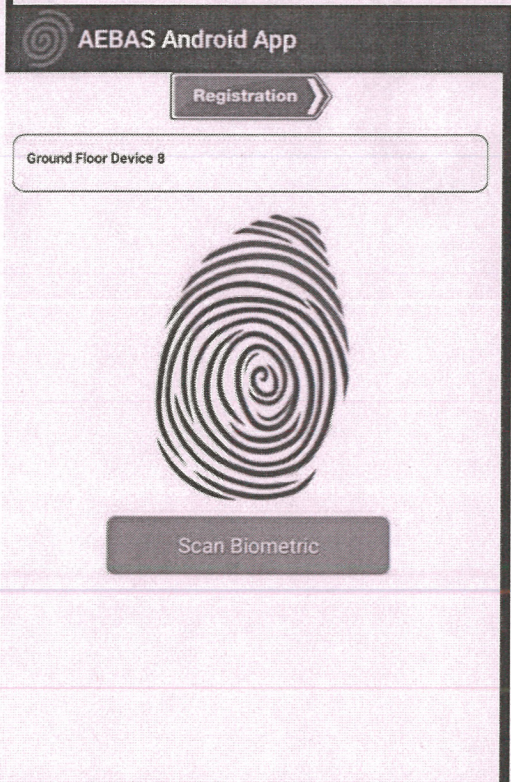 AEBAS Android App
Registration
Ground Floor Device 8
Scan Biometric